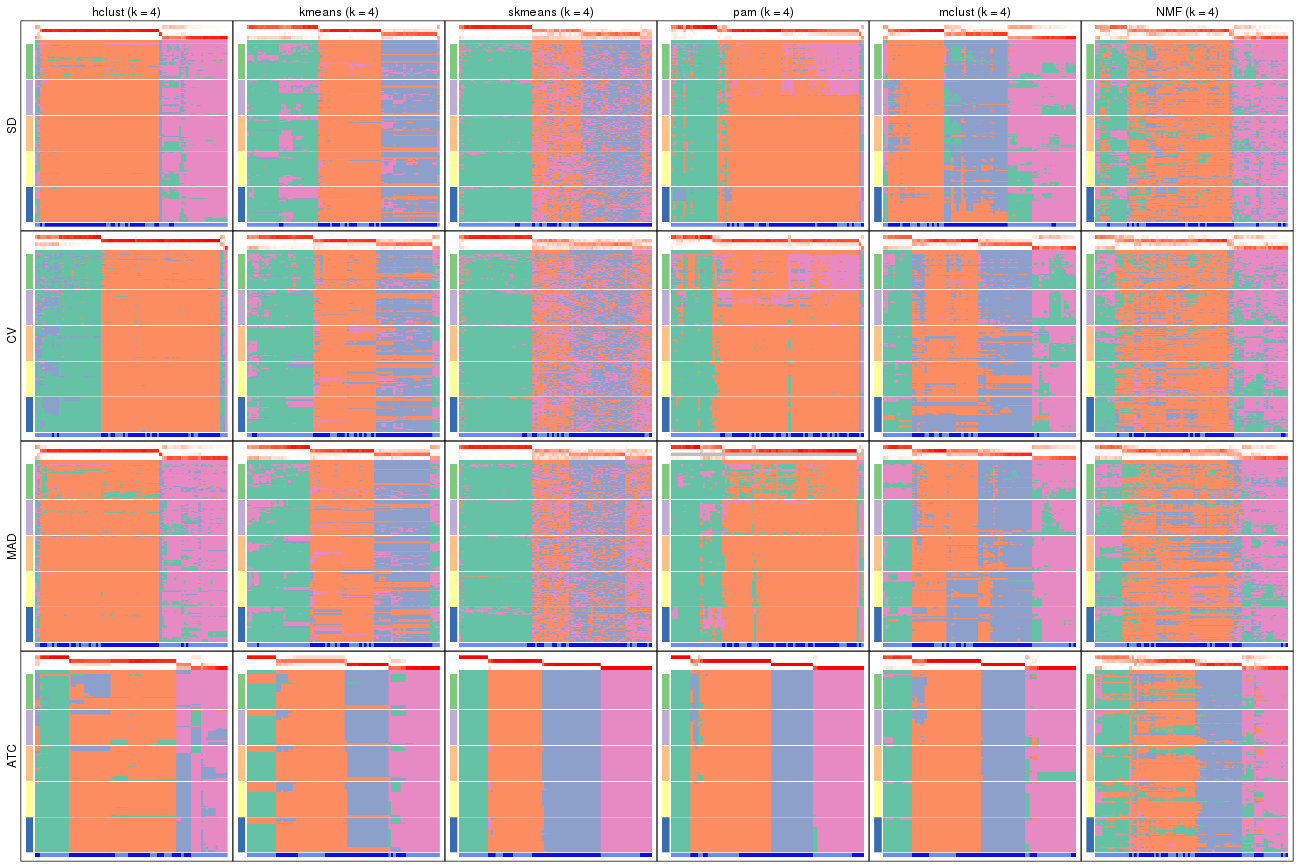 hclust (k = 4) kmeans (k = 4) skmeans (k = 4) pam (k = 4) mclust (k = 4) NMF (k = 4)
SD
CV
MAD
ATC